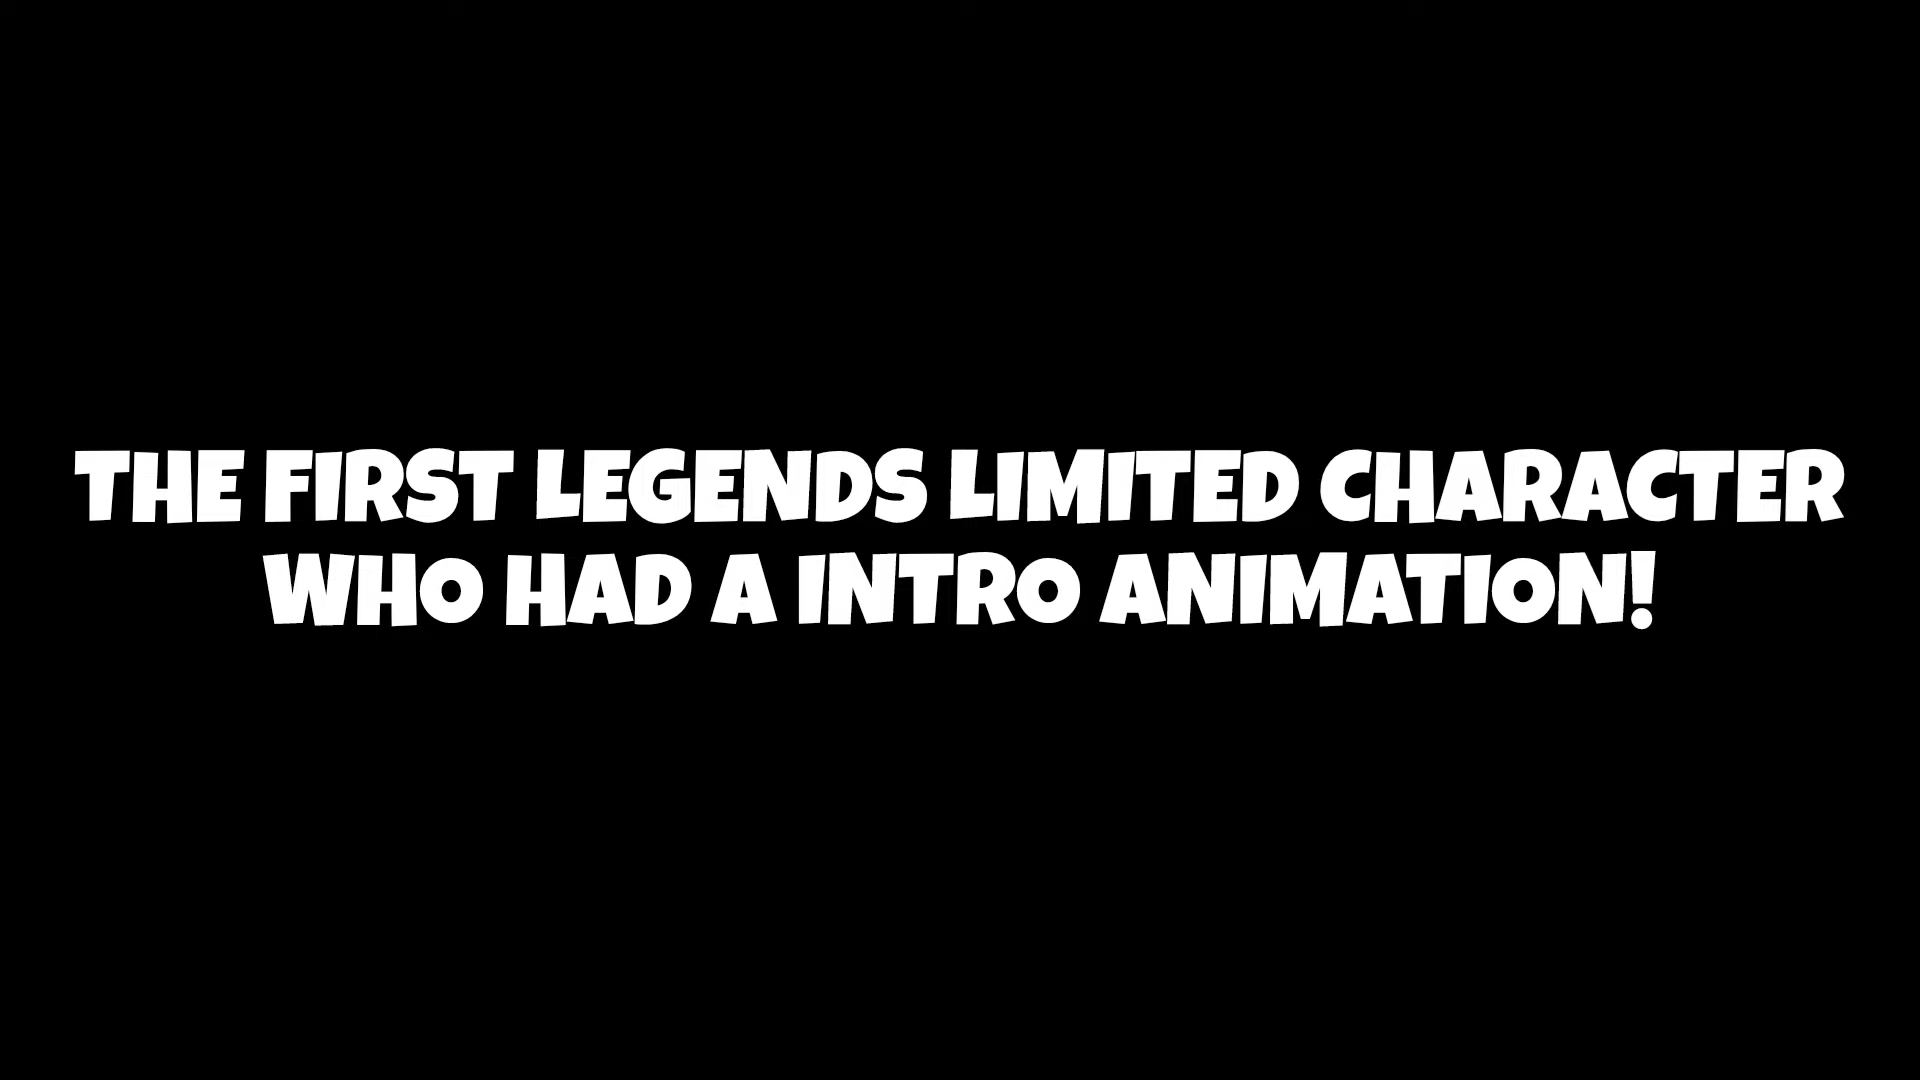 THE FIRST LEGENDS LIMITED CHARACTER
WHO HAD A INTRO ANIMATION!